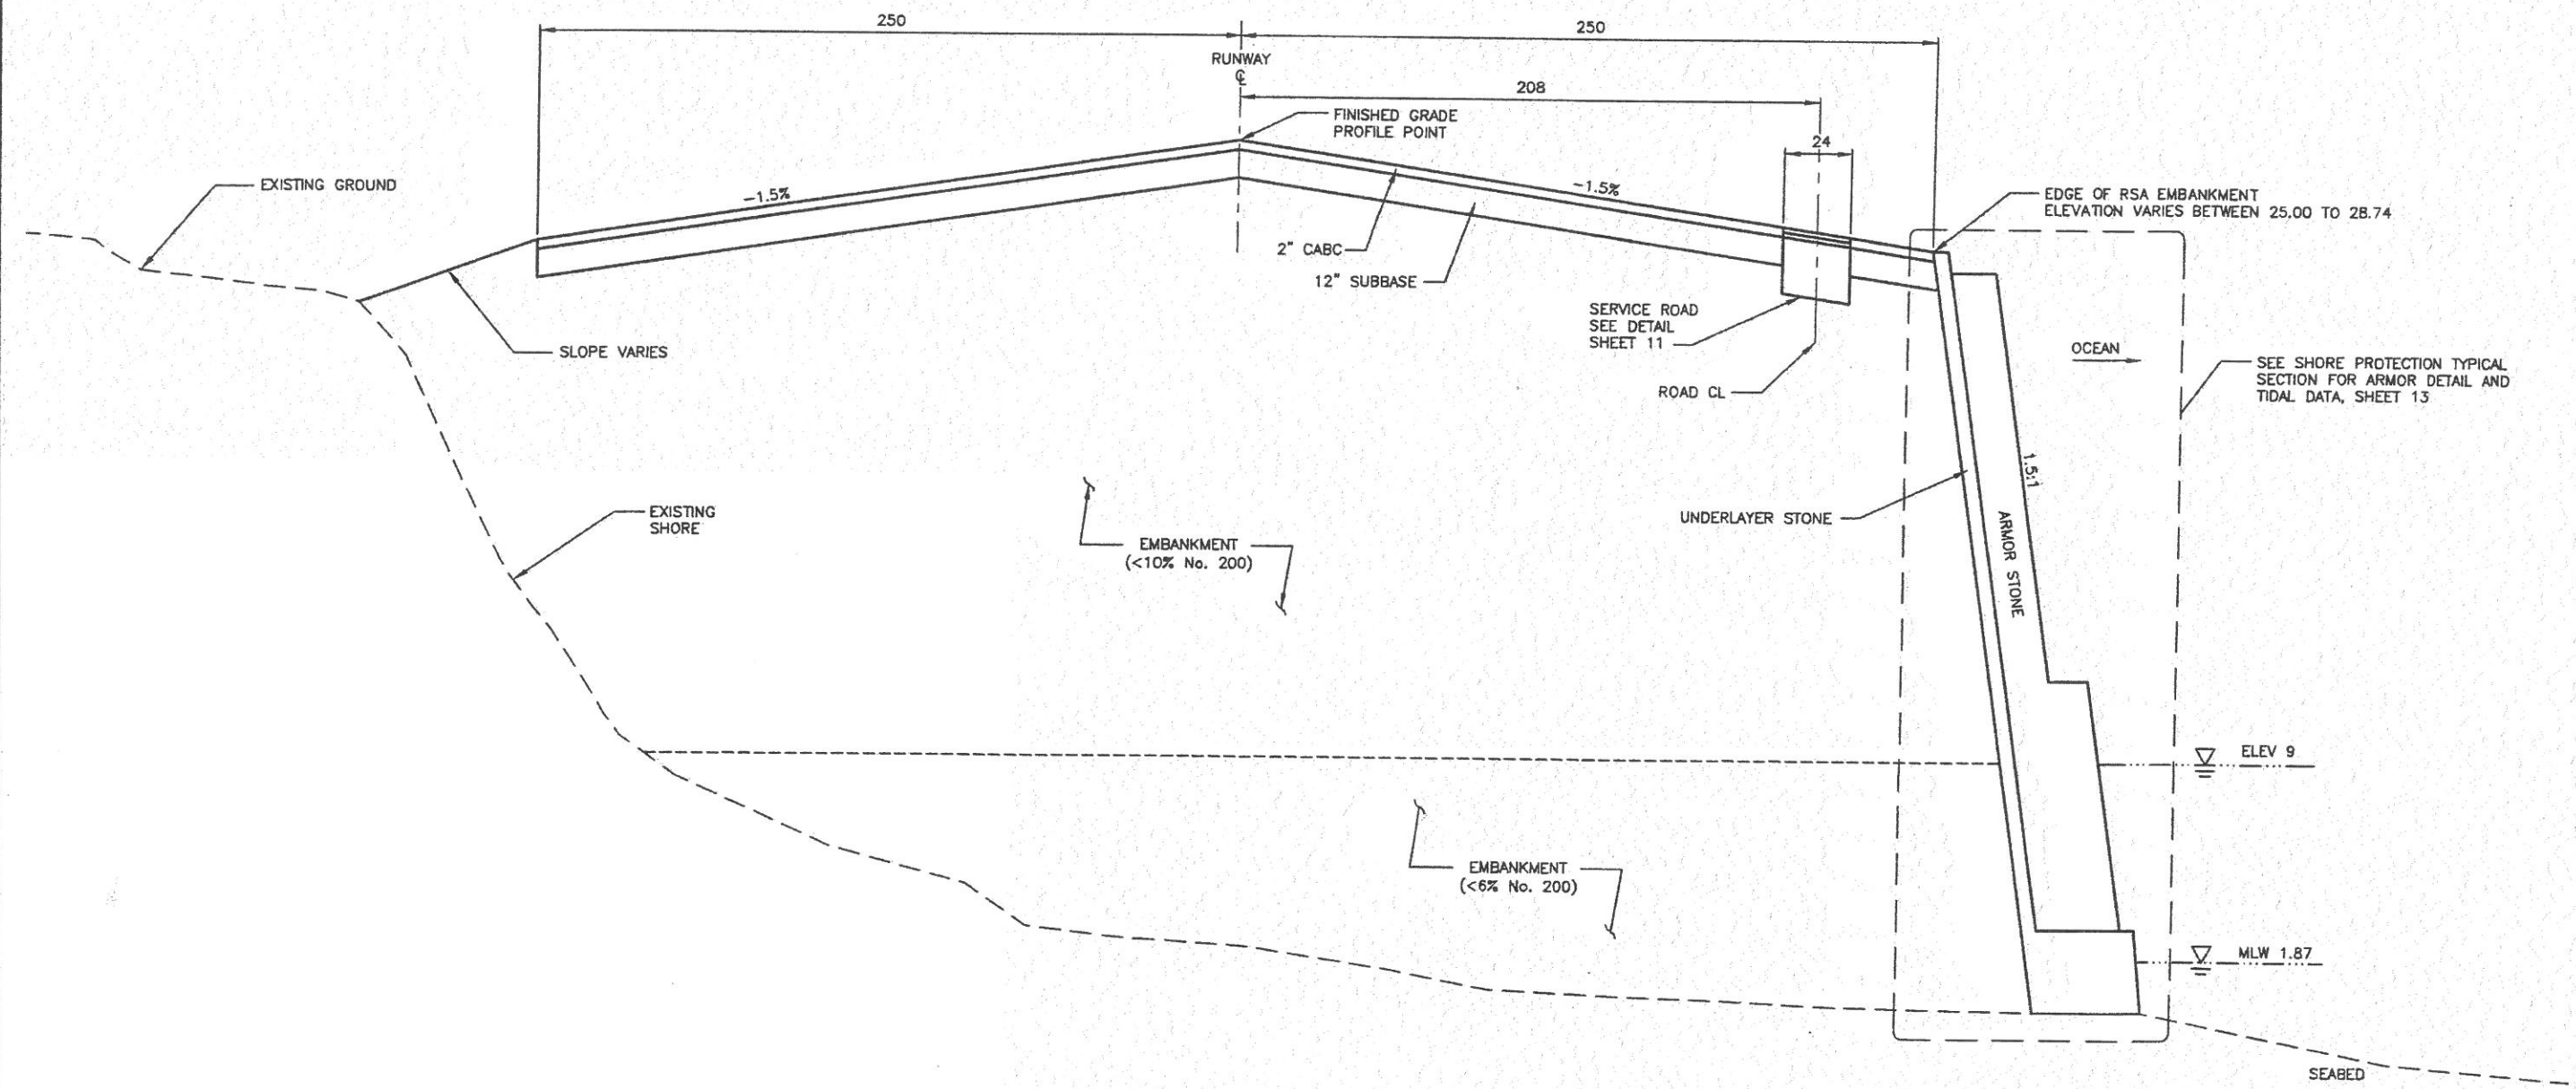 250
250
RUNWAY
℄
208
FINISHED GRADE
PROFILE POINT
24
EXISTING GROUND
-1.5%
-1.5%
EDGE OF RSA EMBANKMENT
ELEVATION VARIES BETWEEN 25.00 TO 28.74
2" CABC
12" SUBBASE
SERVICE ROAD
SEE DETAIL
SHEET 11
SLOPE VARIES
OCEAN
SEE SHORE PROTECTION TYPICAL
SECTION FOR ARMOR DETAIL AND
TIDAL DATA, SHEET 13
ROAD CL
1.5:1
EXISTING
SHORE
UNDERLAYER STONE
ARMOR STONE
EMBANKMENT
(<10% No. 200)
ELEV 9
EMBANKMENT
(<6% No. 200)
MLW 1.87
SEABED